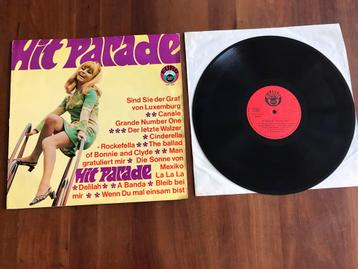 Hit Parade
Sind Sie der Graf
von Luxemburg
★★ Canale
Grande Number One
★★★ Der letzte Walzer
★ Cinderella
-Rockefella ★★ The ballad
of Bonnie and Clyde ★★ Man
gratuliert mir ★ Die Sonne von
Mexiko
Hit Parade La La La
★ Delilah ★ A Banda ★ Bleib bei
mir ★★ Wenn Du mal einsam bist